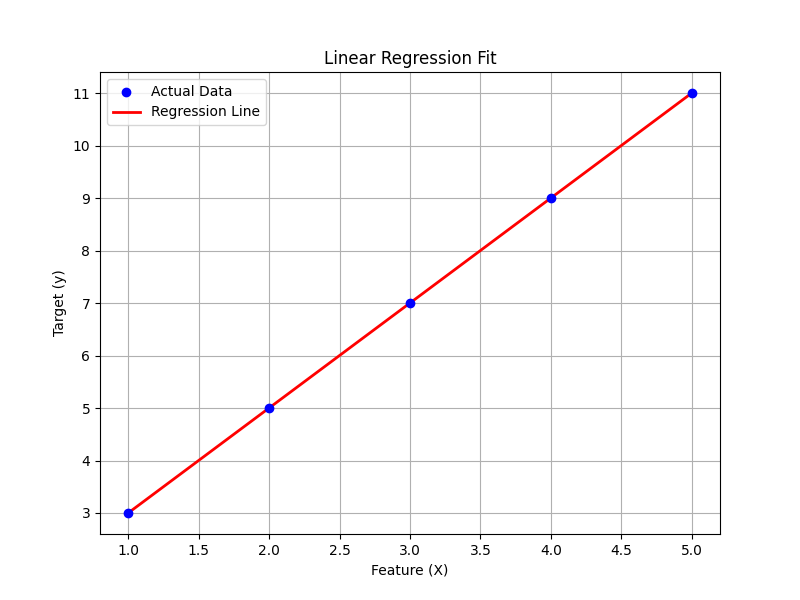 Linear Regression Fit
Actual Data
Regression Line
11
10
9
8
7
6
5
4
3
Target (y)
1.0 1.5 2.0 2.5 3.0 3.5 4.0 4.5 5.0
Feature (X)